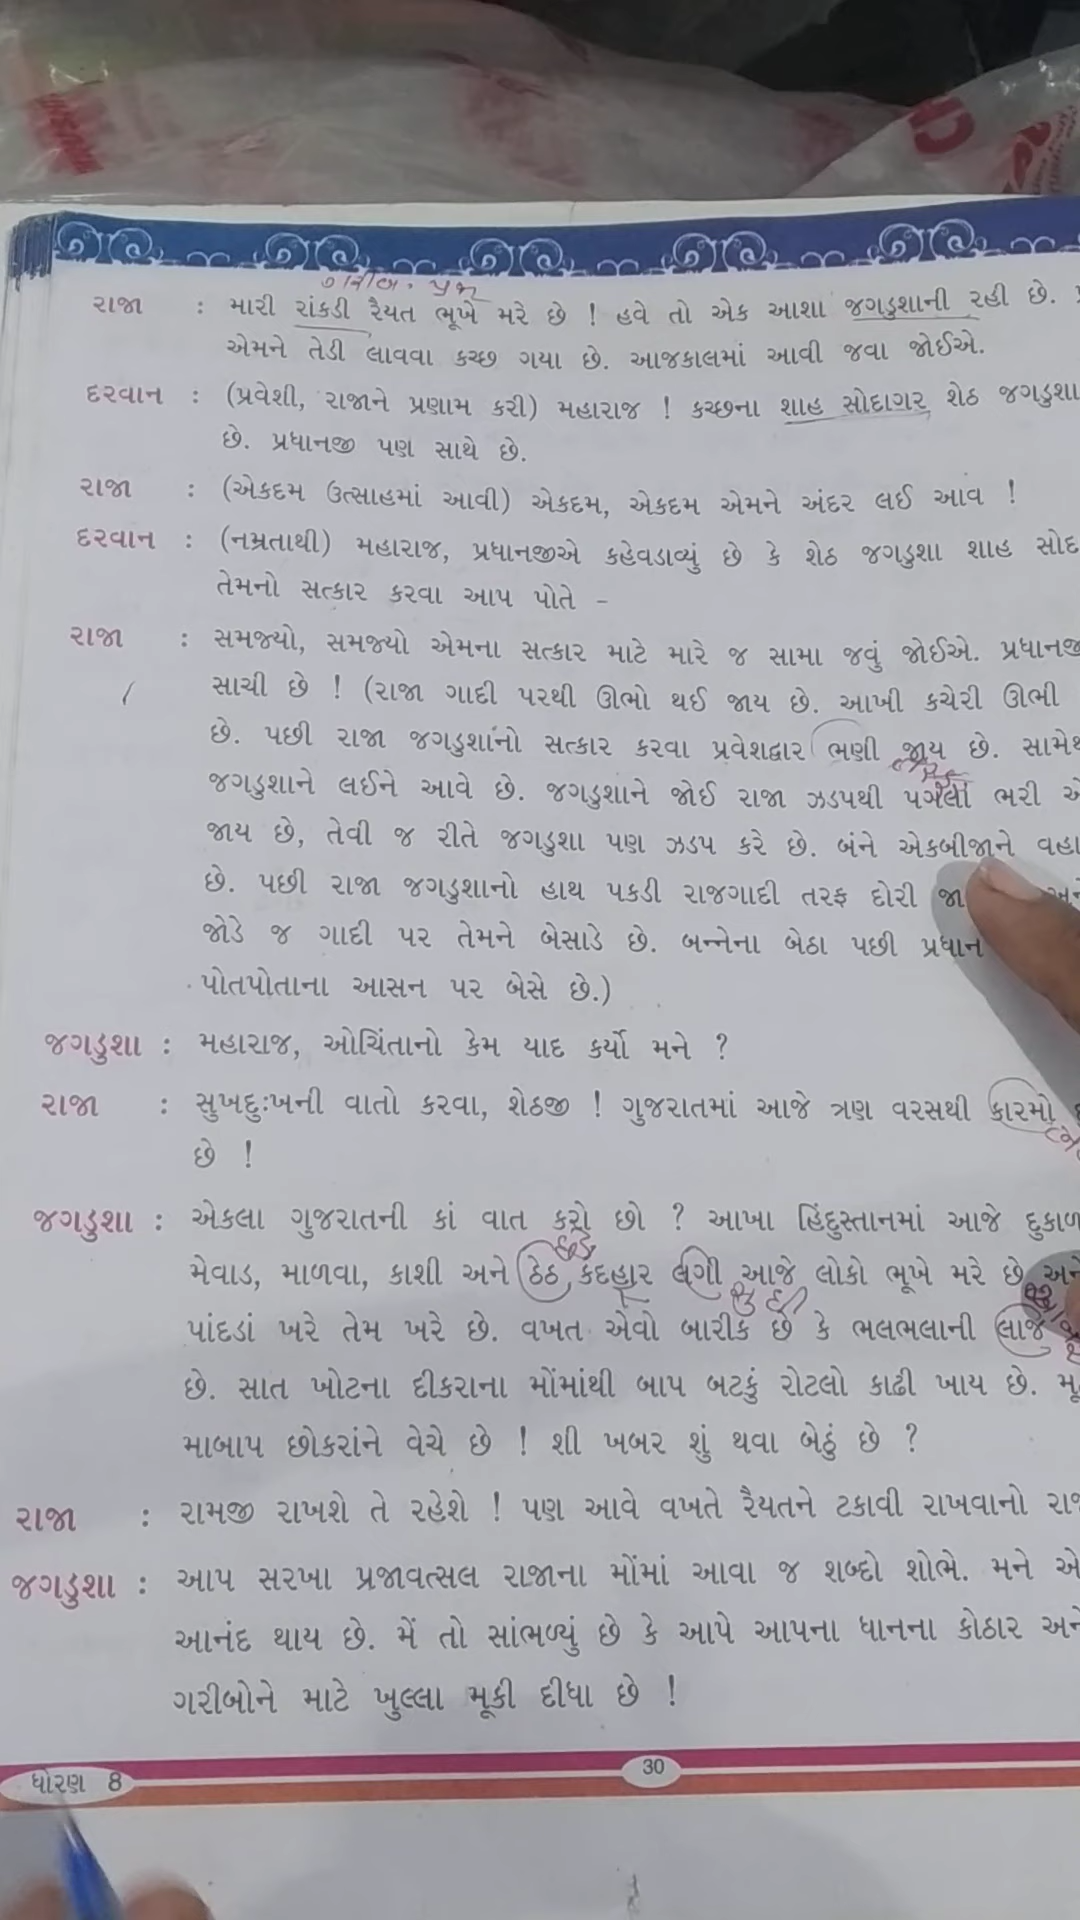 ગરીબ પ્રજા
રાજા : મારી રાંકડી રૈયત ભૂખે મરે છે ! હવે તો એક આશા જગડુશાની રહી છે.
એમને તેડી લાવવા કચ્છ ગયા છે. આજકાલમાં આવી જવા જોઈએ.
દરવાન : (પ્રવેશી, રાજાને પ્રણામ કરી) મહારાજ ! કચ્છના શાહ સોદાગર શેઠ જગડુશા
છે. પ્રધાનજી પણ સાથે છે.
રાજા : (એકદમ ઉત્સાહમાં આવી) એકદમ, એકદમ એમને અંદર લઈ આવ !
દરવાન : (નમ્રતાથી) મહારાજ, પ્રધાનજીએ કહેવડાવ્યું છે કે શેઠ જગડુશા શાહ સોદ
તેમનો સત્કાર કરવા આપ પોતે –
રાજા : સમજ્યો, સમજ્યો એમના સત્કાર માટે મારે જ સામા જવું જોઈએ. પ્રધાનજી
સાચી છે ! (રાજા ગાદી પરથી ઊભો થઈ જાય છે. આખી કચેરી ઊભી
છે. પછી રાજા જગડુશાનો સત્કાર કરવા પ્રવેશદ્વાર ભણી જાય છે. સામેથ
તરફ
જગડુશાને લઈને આવે છે. જગડુશાને જોઈ રાજા ઝડપથી પગલાં ભરી એ
જાય છે, તેવી જ રીતે જગડુશા પણ ઝડપ કરે છે. બંને એકબીજાને વહા
છે. પછી રાજા જગડુશાનો હાથ પકડી રાજગાદી તરફ દોરી જા
જોડે જ ગાદી પર તેમને બેસાડે છે. બન્નેના બેઠા પછી પ્રધાન
પોતપોતાના આસન પર બેસે છે.)
જગડુશા : મહારાજ, ઓચિંતાનો કેમ યાદ કર્યો મને ?
રાજા : સુખદુઃખની વાતો કરવા, શેઠજી ! ગુજરાતમાં આજે ત્રણ વરસથી કારમો
છે !
જગડુશા : એકલા ગુજરાતની કાં વાત કરો છો ? આખા હિંદુસ્તાનમાં આજે દુકાળ
મેવાડ, માળવા, કાશી અને ઠેઠ કંદહાર લગી આજે લોકો ભૂખે મરે છે અને
સુધી
પાંદડાં ખરે તેમ ખરે છે. વખત એવો બારીક છે કે ભલભલાની લાજ
છે. સાત ખોટના દીકરાના મોંમાંથી બાપ બટકું રોટલો કાઢી ખાય છે. મૂ
માબાપ છોકરાંને વેચે છે ! શી ખબર શું થવા બેઠું છે ?
રાજા : રામજી રાખશે તે રહેશે ! પણ આવે વખતે રૈયતને ટકાવી રાખવાનો રાજ
જગડુશા : આપ સરખા પ્રજાવત્સલ રાજાના મોંમાં આવા જ શબ્દો શોભે. મને એ
આનંદ થાય છે. મેં તો સાંભળ્યું છે કે આપે આપના ધાનના કોઠાર અને
ગરીબોને માટે ખુલ્લા મૂકી દીધા છે !
ધોરણ 8
30